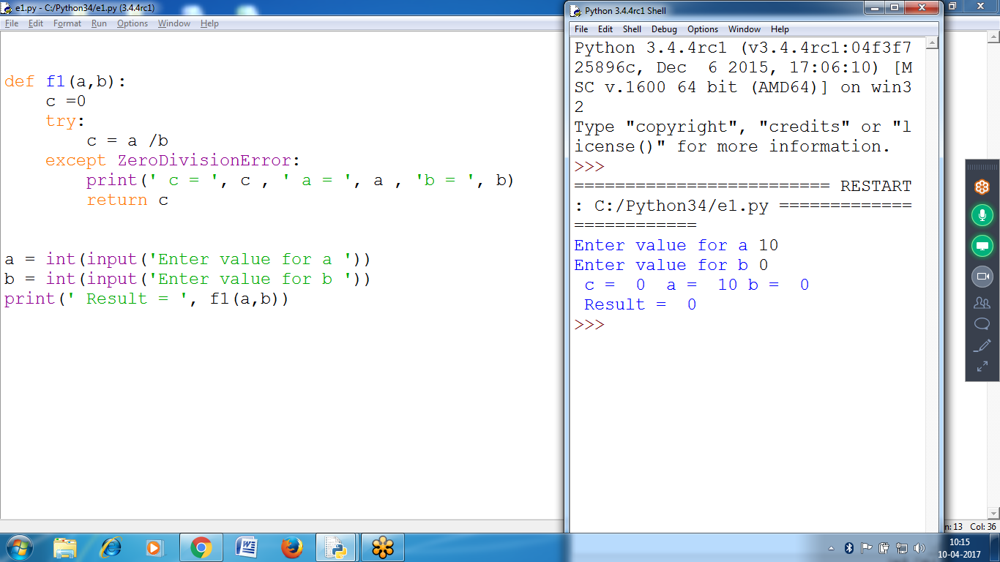 e1.py - C:/Python34/e1.py (3.4.4rc1)
File Edit Format Run Options Window Help
def f1(a,b):
    c =0
    try:
        c = a /b
    except ZeroDivisionError:
        print(' c = ', c , ' a = ', a , 'b = ', b)
        return c
a = int(input('Enter value for a '))
b = int(input('Enter value for b '))
print(' Result = ', f1(a,b))
Python 3.4.4rc1 Shell
File Edit Shell Debug Options Window Help
Python 3.4.4rc1 (v3.4.4rc1:04f3f7
25896c, Dec  6 2015, 17:06:10) [M
SC v.1600 64 bit (AMD64)] on win3
2
Type "copyright", "credits" or "l
icense()" for more information.
>>>
========================= RESTART
: C:/Python34/e1.py =============
============
Enter value for a 10
Enter value for b 0
 c =  0  a =  10 b =  0
 Result =  0
>>>
n: 13 Col: 36
10:15
10-04-2017